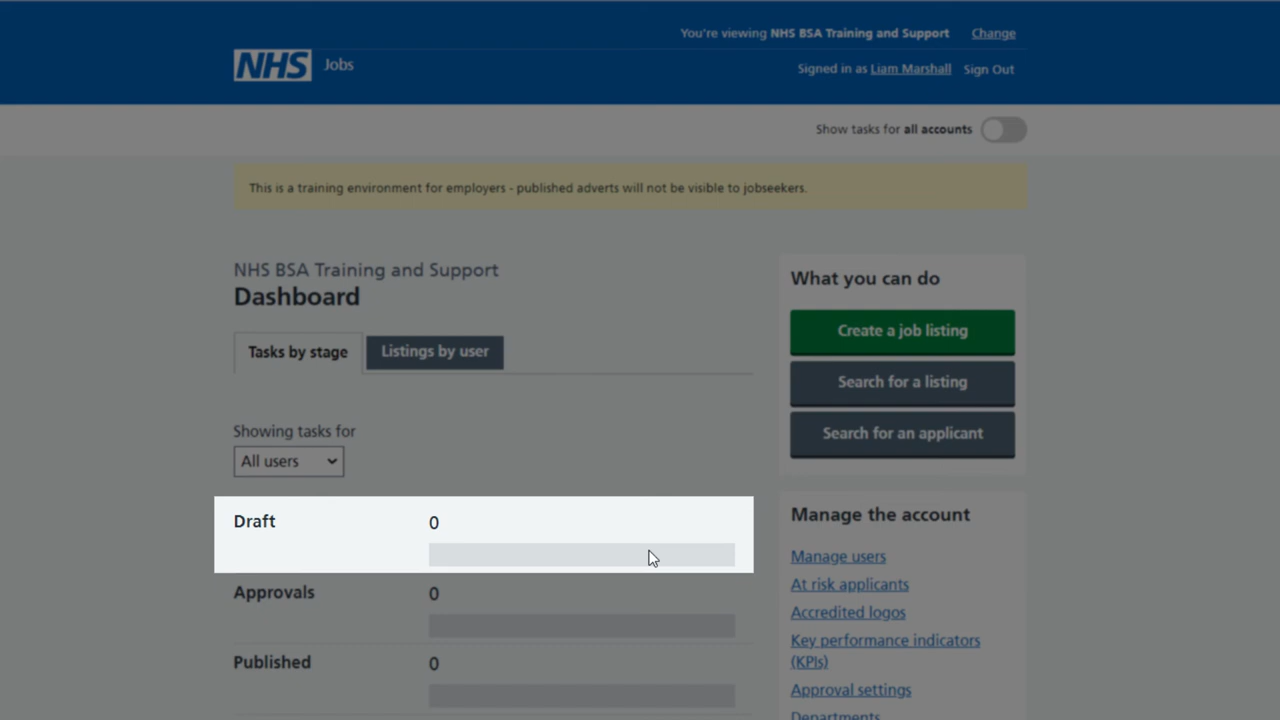 You're viewing NHS BSA Training and Support Change
NHS Jobs
Signed in as Liam Marshall Sign Out
Show tasks for all accounts
This is a training environment for employers - published adverts will not be visible to jobseekers.
NHS BSA Training and Support
Dashboard
Tasks by stage
Listings by user
Showing tasks for
All users
Draft 0
Approvals 0
Published 0
What you can do
Create a job listing
Search for a listing
Search for an applicant
Manage the account
Manage users
At risk applicants
Accredited logos
Key performance indicators
(KPIs)
Approval settings
Departments